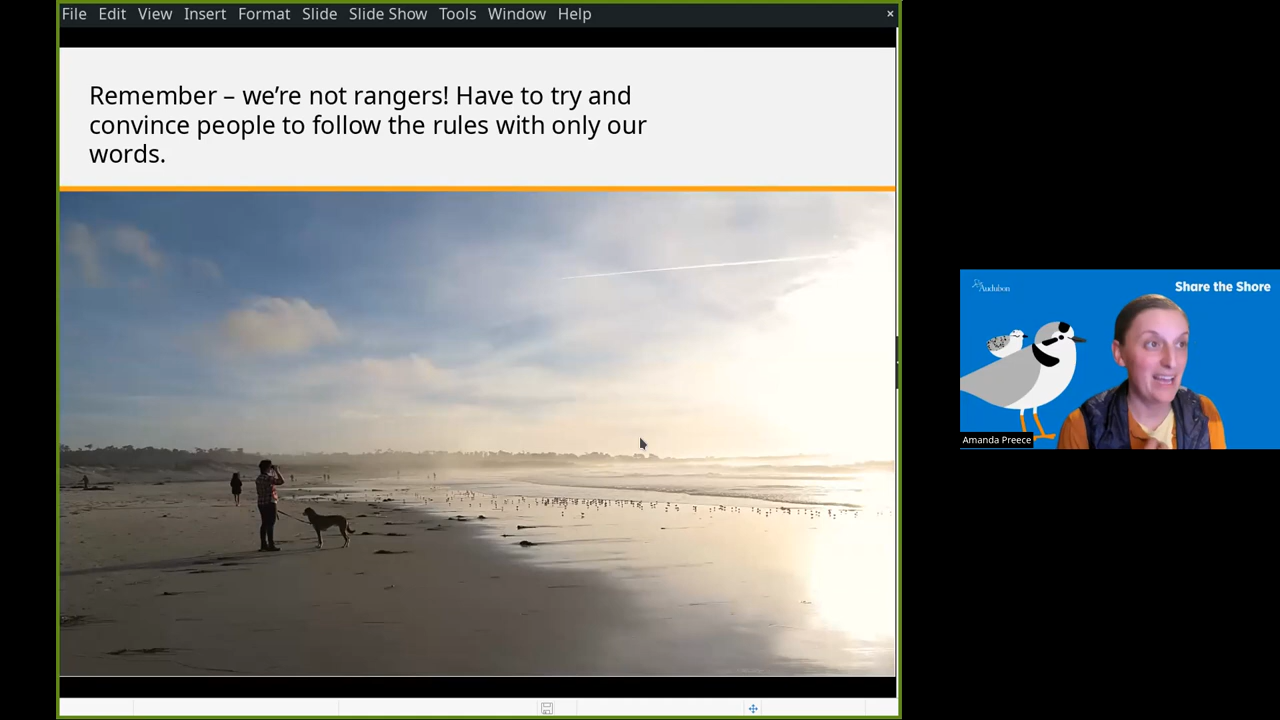 File Edit View Insert Format Slide Slide Show Tools Window Help ×
Remember – we’re not rangers! Have to try and
convince people to follow the rules with only our
words.
Audubon
Share the Shore
Amanda Preece